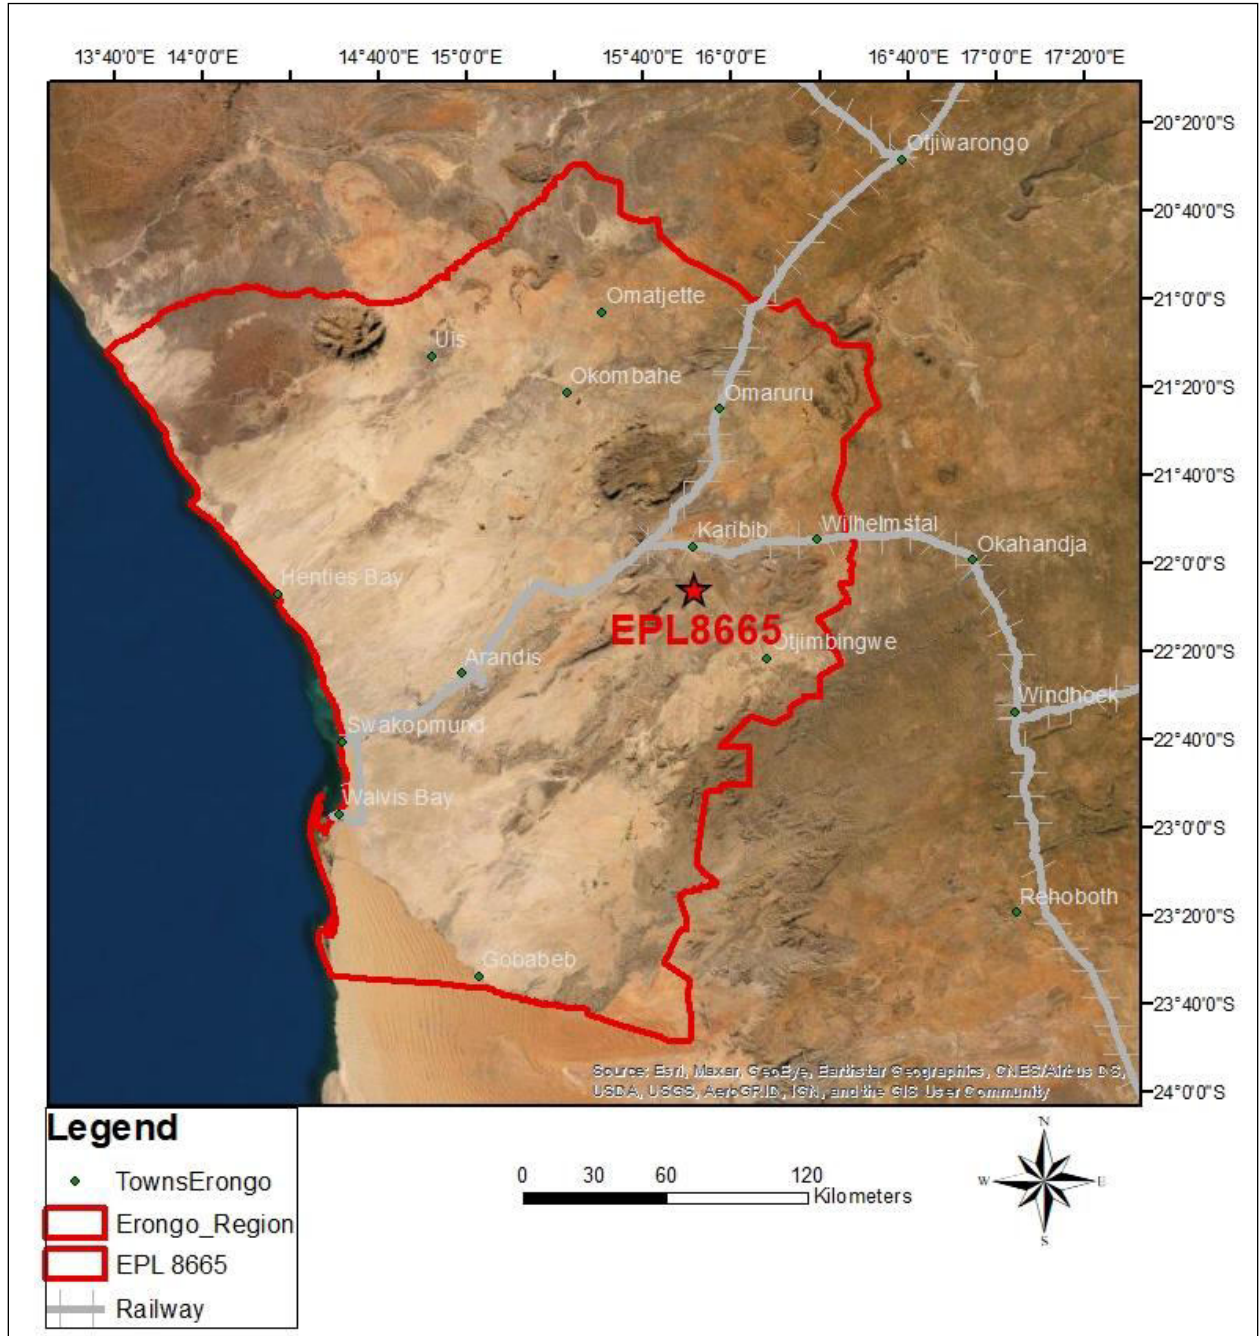 13°40'0"E 14°0'0"E 14°40'0"E 15°0'0"E 15°40'0"E 16°0'0"E 16°40'0"E 17°0'0"E 17°20'0"E
20°20'0"S
Otjiwarongo
20°40'0"S
Omatjette
21°0'0"S
Uis
Okombahe
21°20'0"S
Omaruru
21°40'0"S
Karibib
Wilhelmstal
Okahandja
22°0'0"S
Henties Bay
EPL8665
Otjimbingwe
22°20'0"S
Arandis
Windhoek
Swakopmund
22°40'0"S
Walvis Bay
23°0'0"S
Rehoboth
23°20'0"S
Gobabeb
23°40'0"S
Source: Esri, Maxar, GeoEye, Earthstar Geographics, CNES/Airbus DS,
USDA, USGS, AeroGRID, IGN, and the GIS User Community
24°0'0"S
Legend
TownsErongo
Erongo_Region
EPL 8665
Railway
0 30 60 120
Kilometers
N
W E
S